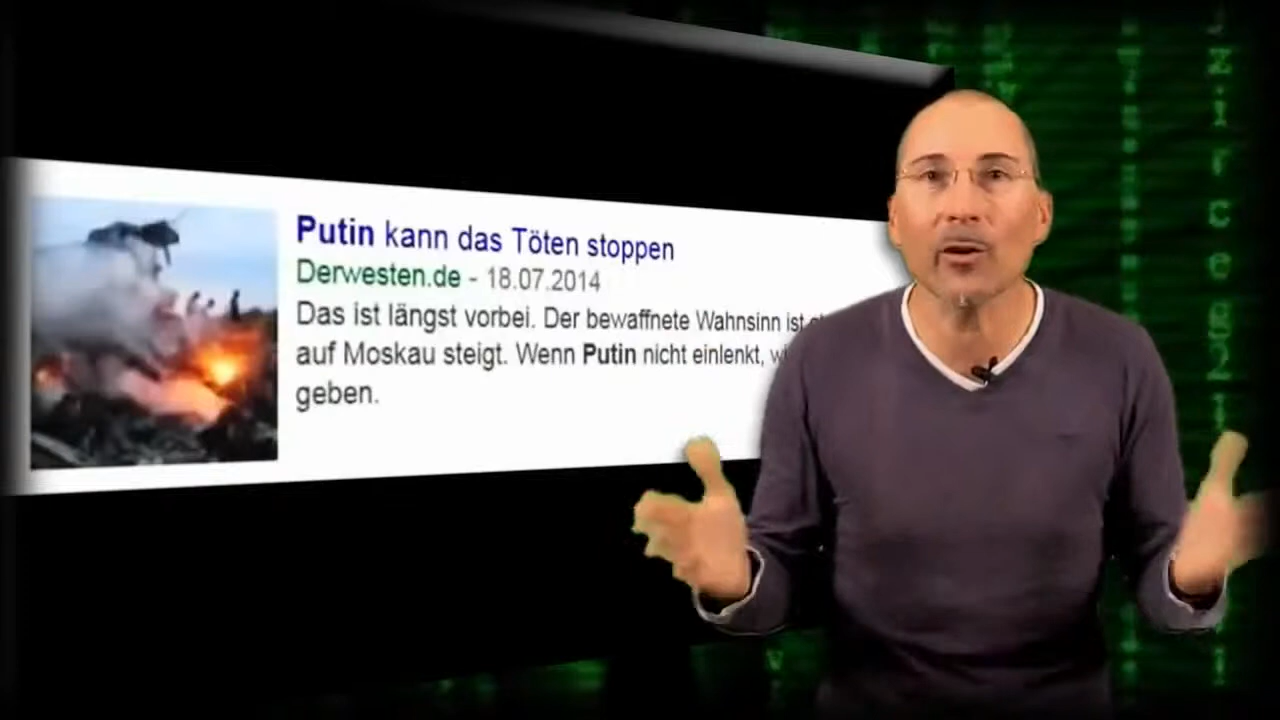 Putin kann das Töten stoppen
Derwesten.de - 18.07.2014
Das ist längst vorbei. Der bewaffnete Wahnsinn ist
auf Moskau steigt. Wenn Putin nicht einlenkt,
geben.